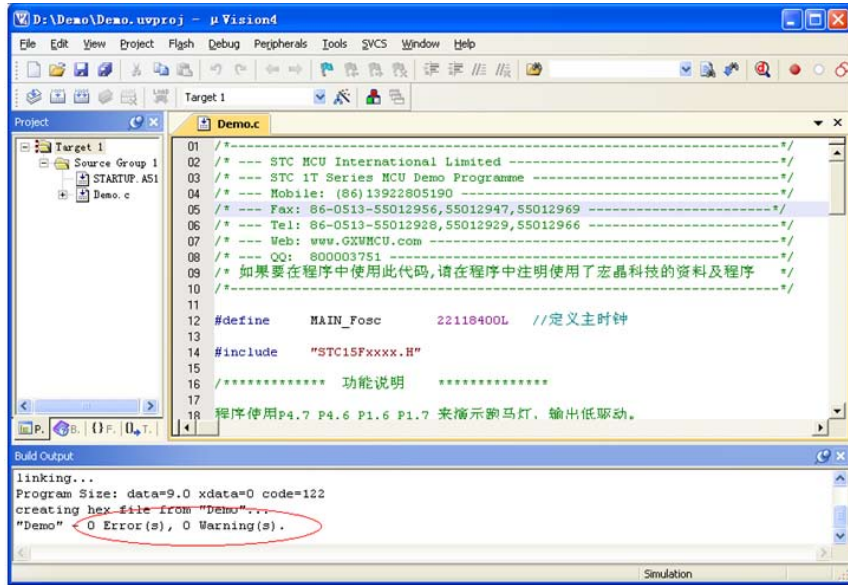 D:\Demo\Demo.uvproj - µVision4
File Edit View Project Flash Debug Peripherals Tools SVCS Window Help
Target 1
Project
Demo.c
Target 1
Source Group 1
STARTUP.A51
Demo.c
01 /*----------------------------------------------------------------------*/
02 /* --- STC MCU International Limited -----------------------------------*/
03 /* --- STC 1T Series MCU Demo Programme --------------------------------*/
04 /* --- Mobile: (86)13922805190 -----------------------------------------*/
05 /* --- Fax: 86-0513-55012956,55012947,55012969 ------------------------*/
06 /* --- Tel: 86-0513-55012928,55012929,55012966 -------------------------*/
07 /* --- Web: www.GXWMCU.com ---------------------------------------------*/
08 /* --- QQ: 800003751 --------------------------------------------------*/
09 /* 如果要在程序中使用此代码,请在程序中注明使用了宏晶科技的资料及程序 */
10 /*----------------------------------------------------------------------*/
11
12 #define MAIN_Fosc 22118400L //定义主时钟
13
14 #include "STC15Fxxxx.H"
15
16 /************* 功能说明 **************
17
18 程序使用P4.7 P4.6 P1.6 P1.7 来演示跑马灯，输出低驱动。
P. B. {} F. 0 T.
Build Output
linking...
Program Size: data=9.0 xdata=0 code=122
creating hex file from "Demo"...
"Demo" - 0 Error(s), 0 Warning(s).
Simulation